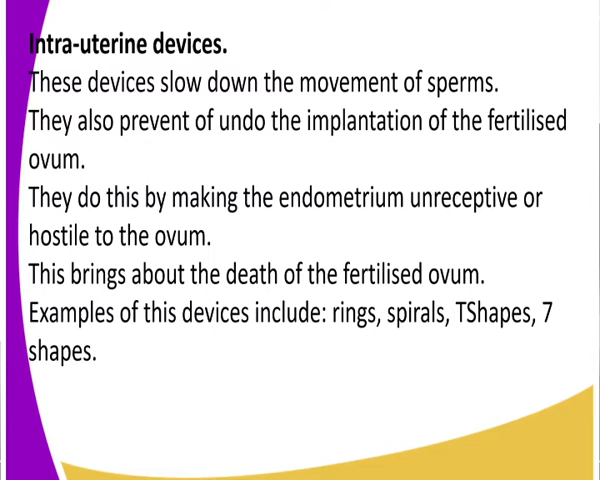 Intra-uterine devices.
These devices slow down the movement of sperms.
They also prevent of undo the implantation of the fertilised
ovum.
They do this by making the endometrium unreceptive or
hostile to the ovum.
This brings about the death of the fertilised ovum.
Examples of this devices include: rings, spirals, TShapes, 7
shapes.